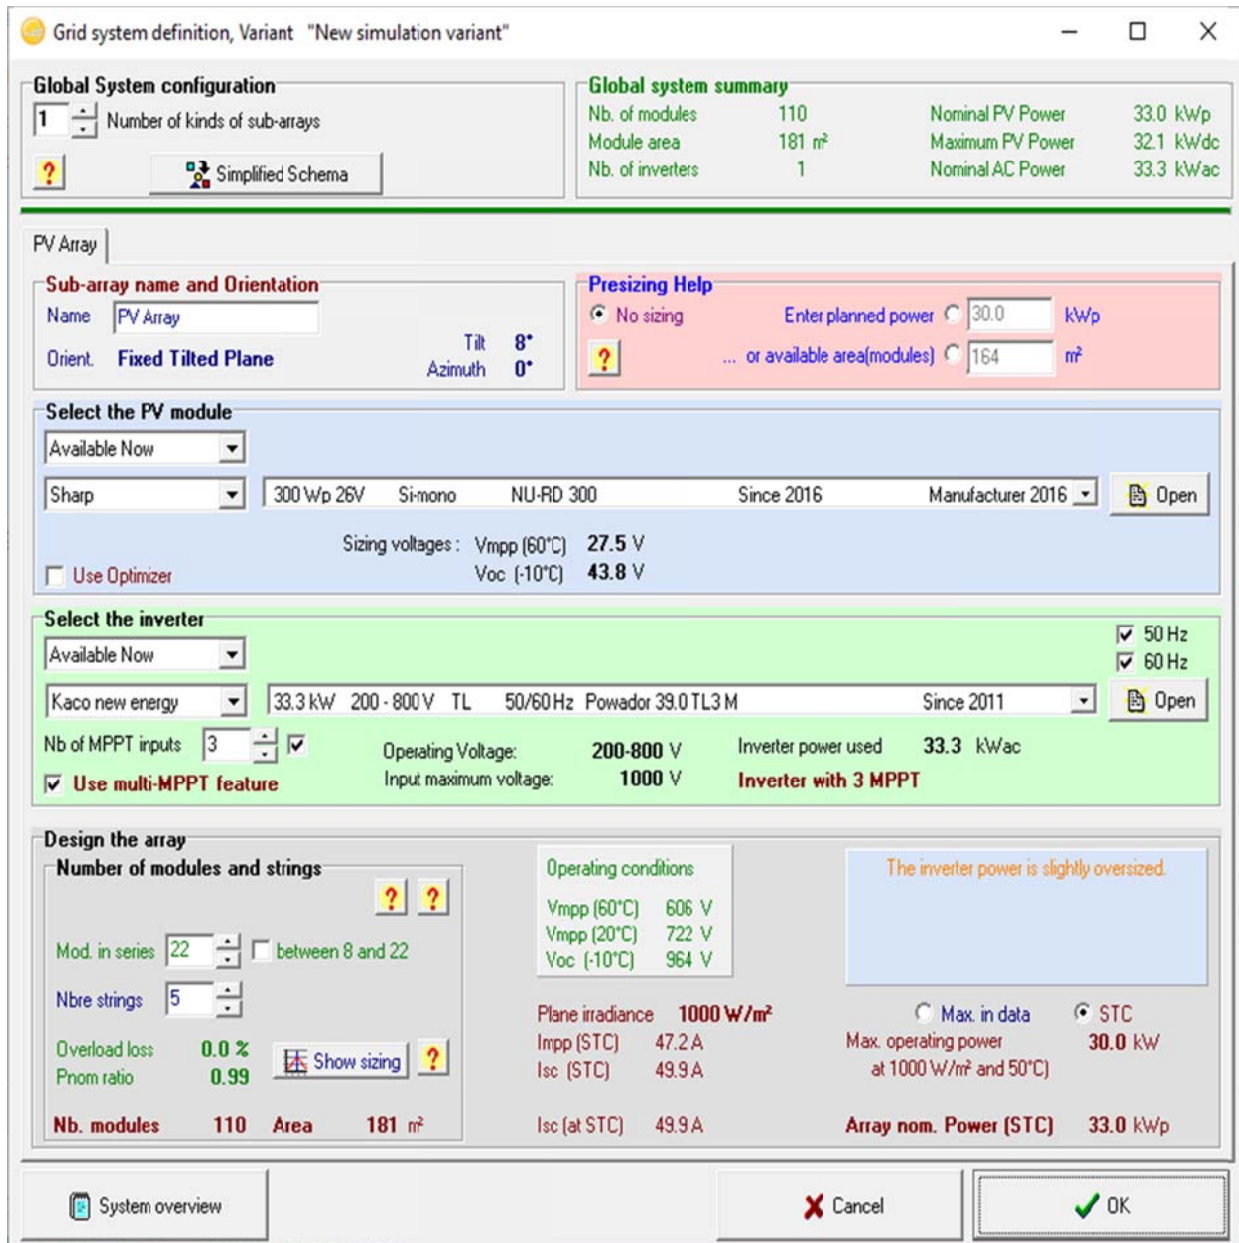 Grid system definition, Variant "New simulation variant"
Global System configuration
1 Number of kinds of sub-arrays
? Simplified Schema
Global system summary
Nb. of modules 110 Nominal PV Power 33.0 kWp
Module area 181 m² Maximum PV Power 32.1 kWdc
Nb. of inverters 1 Nominal AC Power 33.3 kWac
PV Array
Sub-array name and Orientation
Name PV Array
Orient. Fixed Tilted Plane
Tilt 8°
Azimuth 0°
Presizing Help
No sizing Enter planned power 30.0 kWp
? ... or available area(modules) 164 m²
Select the PV module
Available Now
Sharp 300 Wp 26V Si-mono NU-RD 300 Since 2016 Manufacturer 2016 Open
Sizing voltages : Vmpp (60°C) 27.5 V
Use Optimizer Voc (-10°C) 43.8 V
Select the inverter
Available Now
50 Hz
60 Hz
Kaco new energy 33.3 kW 200 - 800 V TL 50/60 Hz Powador 39.0 TL3 M Since 2011 Open
Nb of MPPT inputs 3 Operating Voltage: 200-800 V Inverter power used 33.3 kWac
Use multi-MPPT feature Input maximum voltage: 1000 V Inverter with 3 MPPT
Design the array
Number of modules and strings
? ?
Mod. in series 22 between 8 and 22
Nbre strings 5
Overload loss 0.0 %
Pnom ratio 0.99
Show sizing ?
Nb. modules 110 Area 181 m²
Operating conditions
Vmpp (60°C) 606 V
Vmpp (20°C) 722 V
Voc (-10°C) 964 V
Plane irradiance 1000 W/m²
Impp (STC) 47.2 A
Isc (STC) 49.9 A
Isc (at STC) 49.9 A
The inverter power is slightly oversized.
Max. in data STC
Max. operating power 30.0 kW
at 1000 W/m² and 50°C)
Array nom. Power (STC) 33.0 kWp
System overview
Cancel
OK